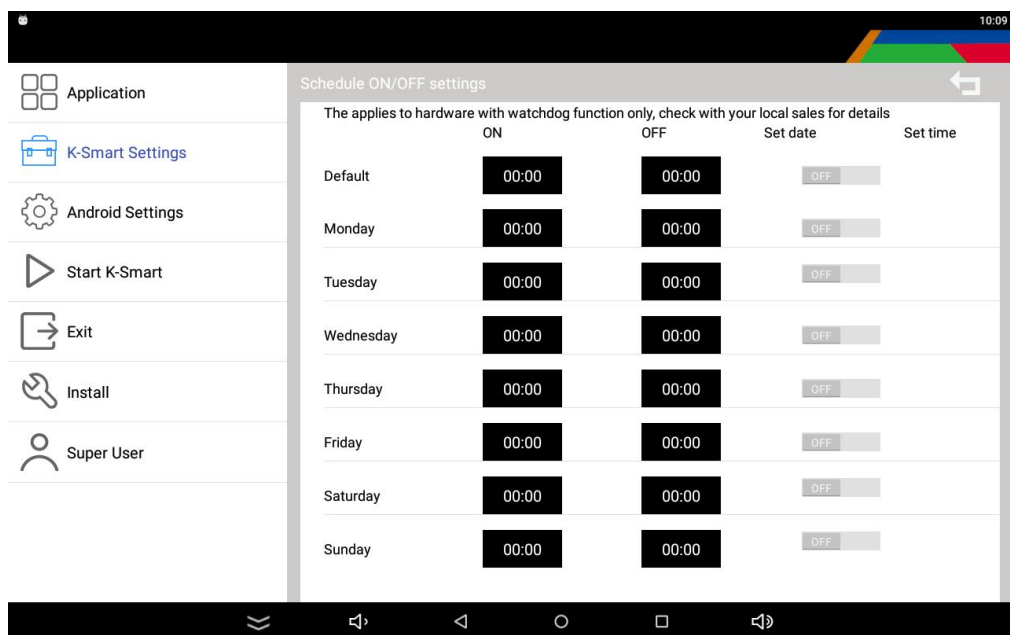 10:09
Application
K-Smart Settings
Android Settings
Start K-Smart
Exit
Install
Super User
Schedule ON/OFF settings
The applies to hardware with watchdog function only, check with your local sales for details
ON OFF Set date Set time
Default 00:00 00:00 OFF
Monday 00:00 00:00 OFF
Tuesday 00:00 00:00 OFF
Wednesday 00:00 00:00 OFF
Thursday 00:00 00:00 OFF
Friday 00:00 00:00 OFF
Saturday 00:00 00:00 OFF
Sunday 00:00 00:00 OFF